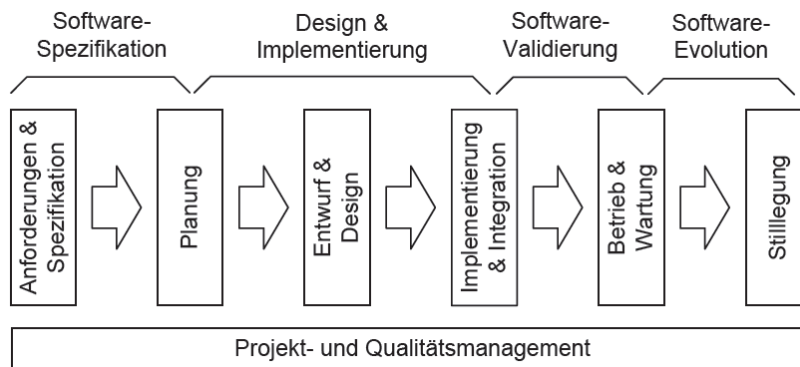 Software-
Spezifikation
Design &
Implementierung
Software-
Validierung
Software-
Evolution
Anforderungen &
Spezifikation
Planung
Entwurf &
Design
Implementierung
& Integration
Betrieb &
Wartung
Stilllegung
Projekt- und Qualitätsmanagement